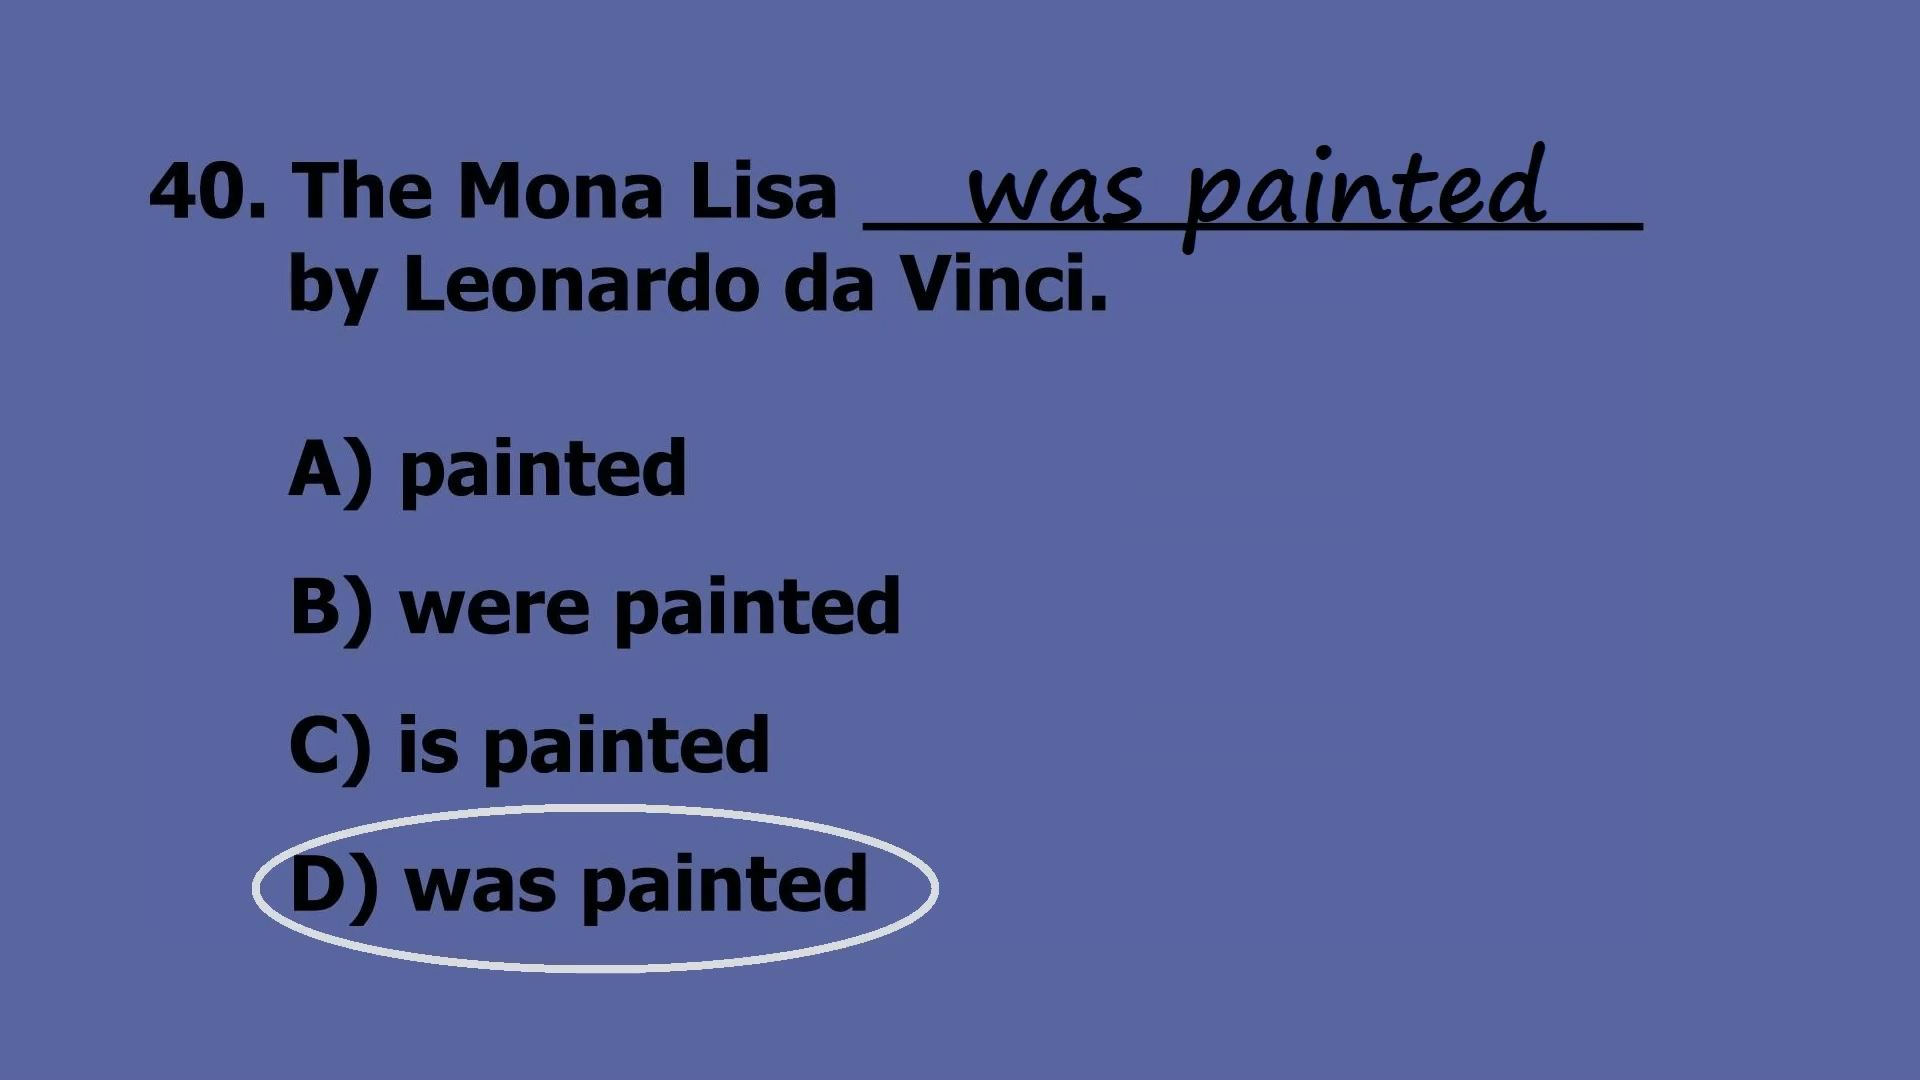 40. The Mona Lisa was painted
by Leonardo da Vinci.
A) painted
B) were painted
C) is painted
D) was painted